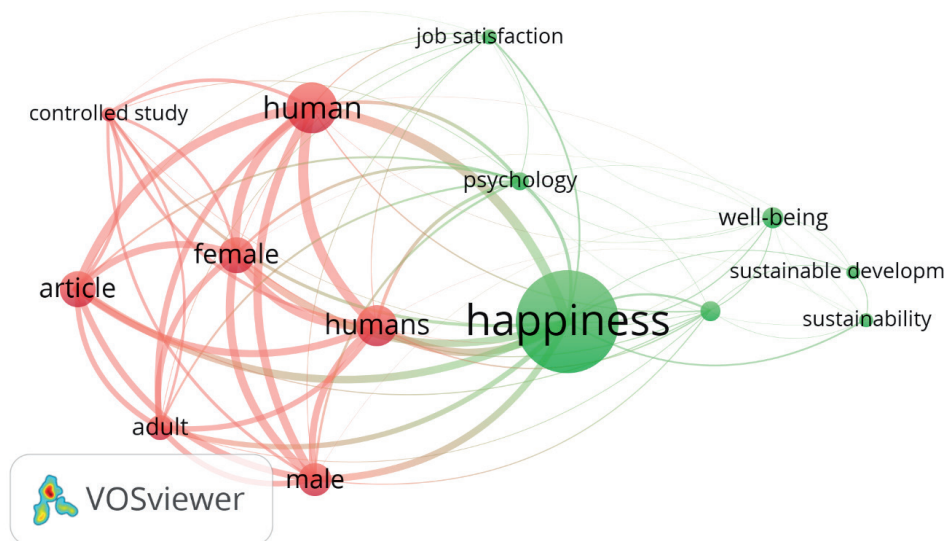 job satisfaction
controlled study
human
psychology
well-being
female
sustainable developm
article
happiness
sustainability
humans
adult
male
VOSviewer